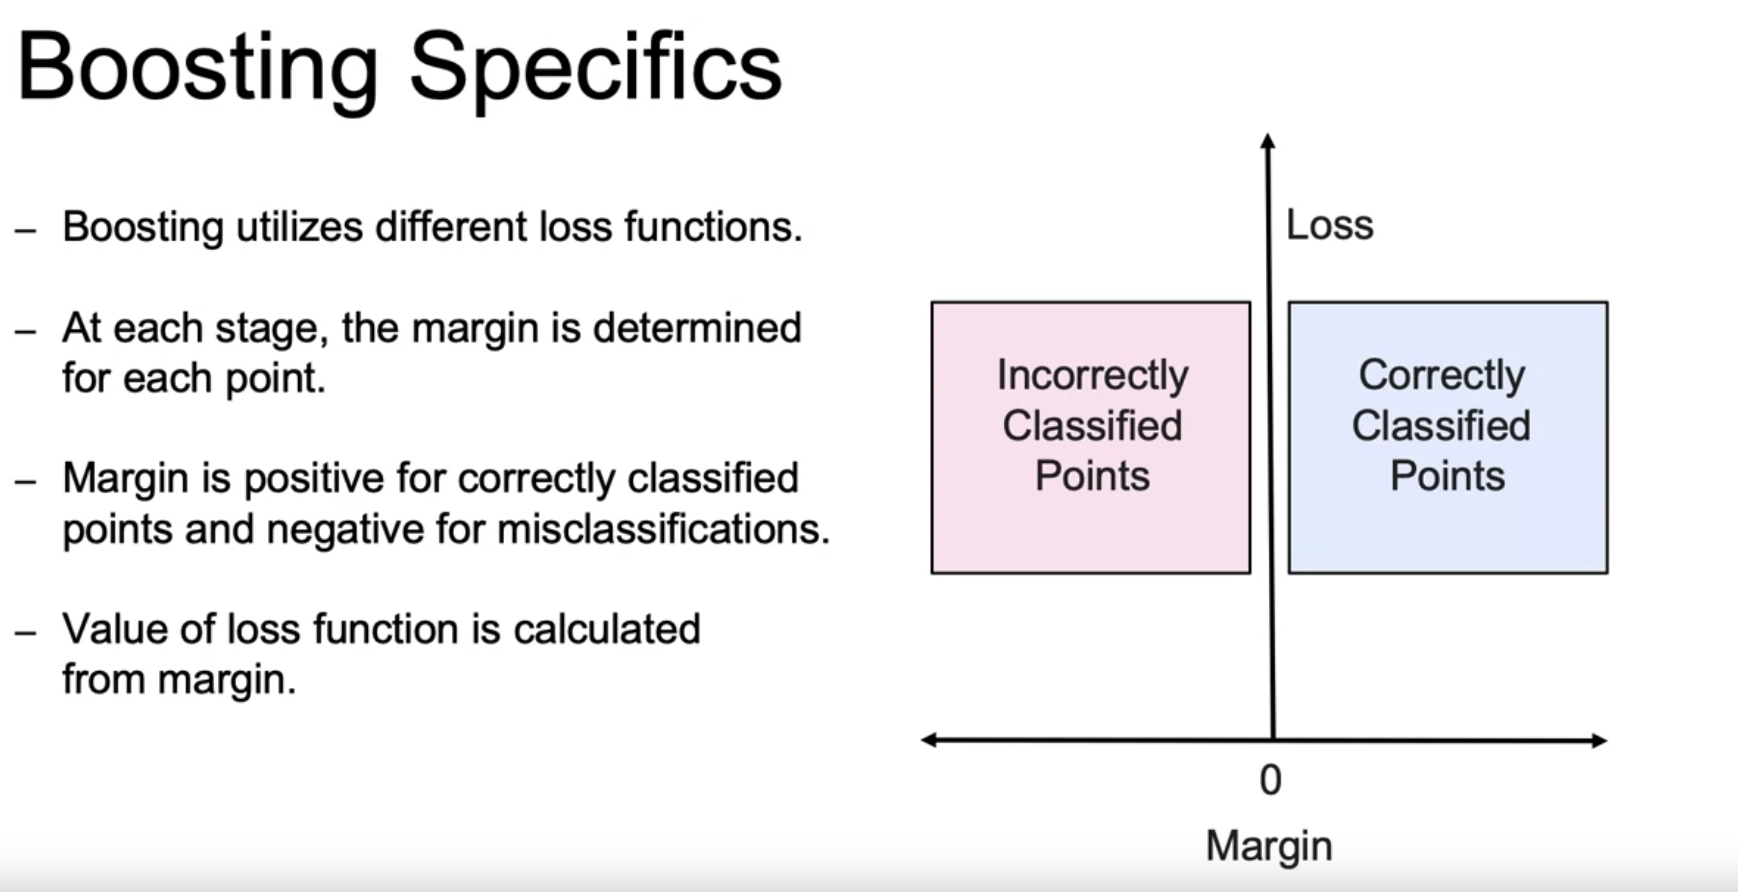 Boosting Specifics
– Boosting utilizes different loss functions.
– At each stage, the margin is determined
for each point.
– Margin is positive for correctly classified
points and negative for misclassifications.
– Value of loss function is calculated
from margin.
Loss
Incorrectly
Classified
Points
Correctly
Classified
Points
0
Margin